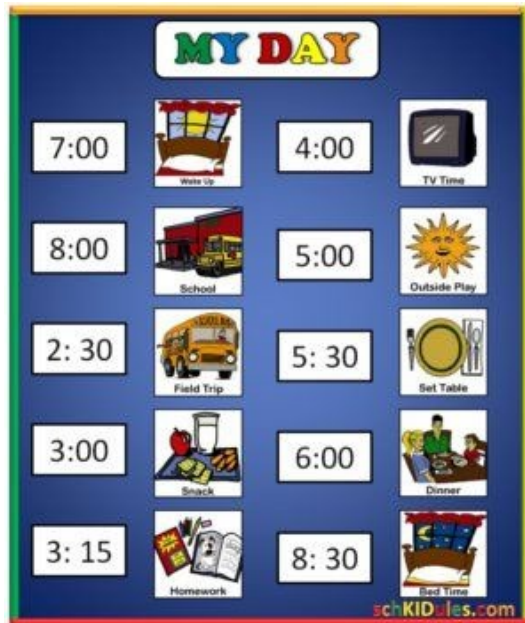 MY DAY
7:00
Wake Up
8:00
School
2: 30
Field Trip
3:00
Snack
3: 15
Homework
4:00
TV Time
5:00
Outside Play
5: 30
Set Table
6:00
Dinner
8: 30
Bed Time
schKIDules.com